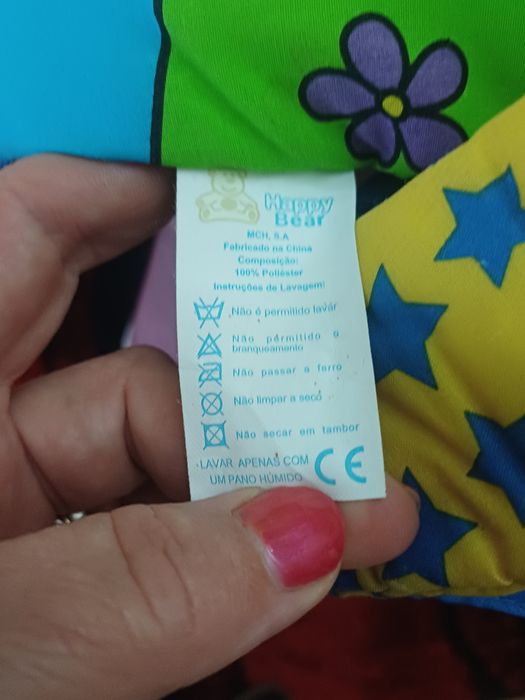 Happy
Bear
MCH, S.A
Fabricado na China
Composição:
100% Poliéster
Instruções de Lavagem:
Não é permitido lavar
Não pérmitido o
branqueamento
Não passar a ferro
Não limpar a seco
Não secar em tambor
LAVAR APENAS COM
UM PANO HÚMIDO
CE